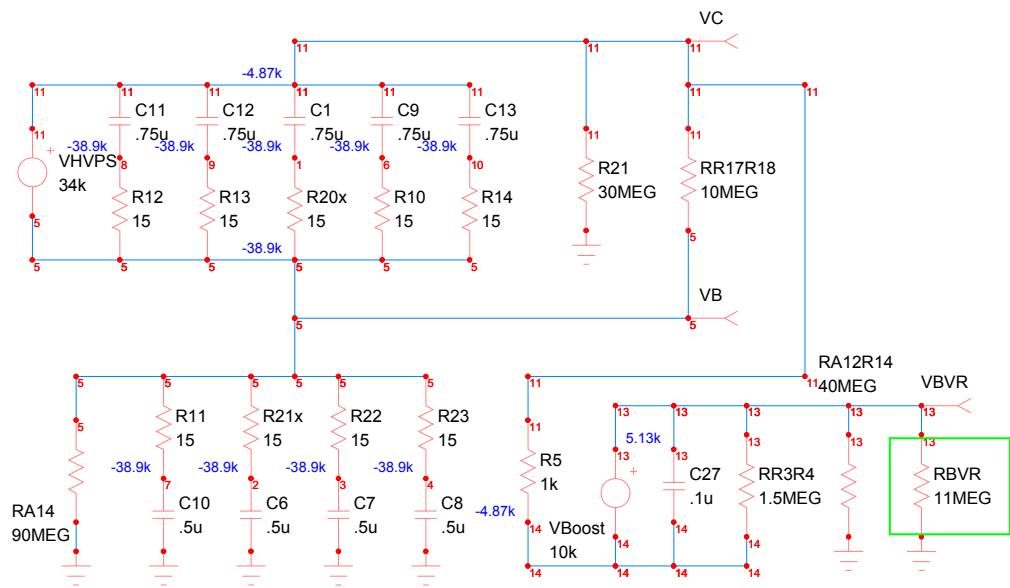 VC
11 11 11
-4.87k
11 11 11 11 11 11 11 11
C11 C12 C1 C9 C13
.75u .75u .75u .75u .75u
11 11 11
-38.9k -38.9k -38.9k -38.9k -38.9k
+ 8 9 1 6 10
VHVPS
34k
R12 R13 R20x R10 R14
15 15 15 15 15
R21 RR17R18
30MEG 10MEG
5 5
-38.9k
5 5 5 5 5 5
VB
5 5
RA12R14
40MEG
5 5 5 5 5 11 11
VBVR
13 13 13 13 13
5 11
R11 R21x R22 R23
15 15 15 15
5.13k
13 13 13 13
+
-38.9k -38.9k -38.9k -38.9k
R5 C27 RR3R4 RBVR
1k .1u 1.5MEG 11MEG
7 2 3 4
C10 C6 C7 C8
.5u .5u .5u .5u
-4.87k
RA14
90MEG
14 14 14 14
VBoost
10k
14 14 14 14